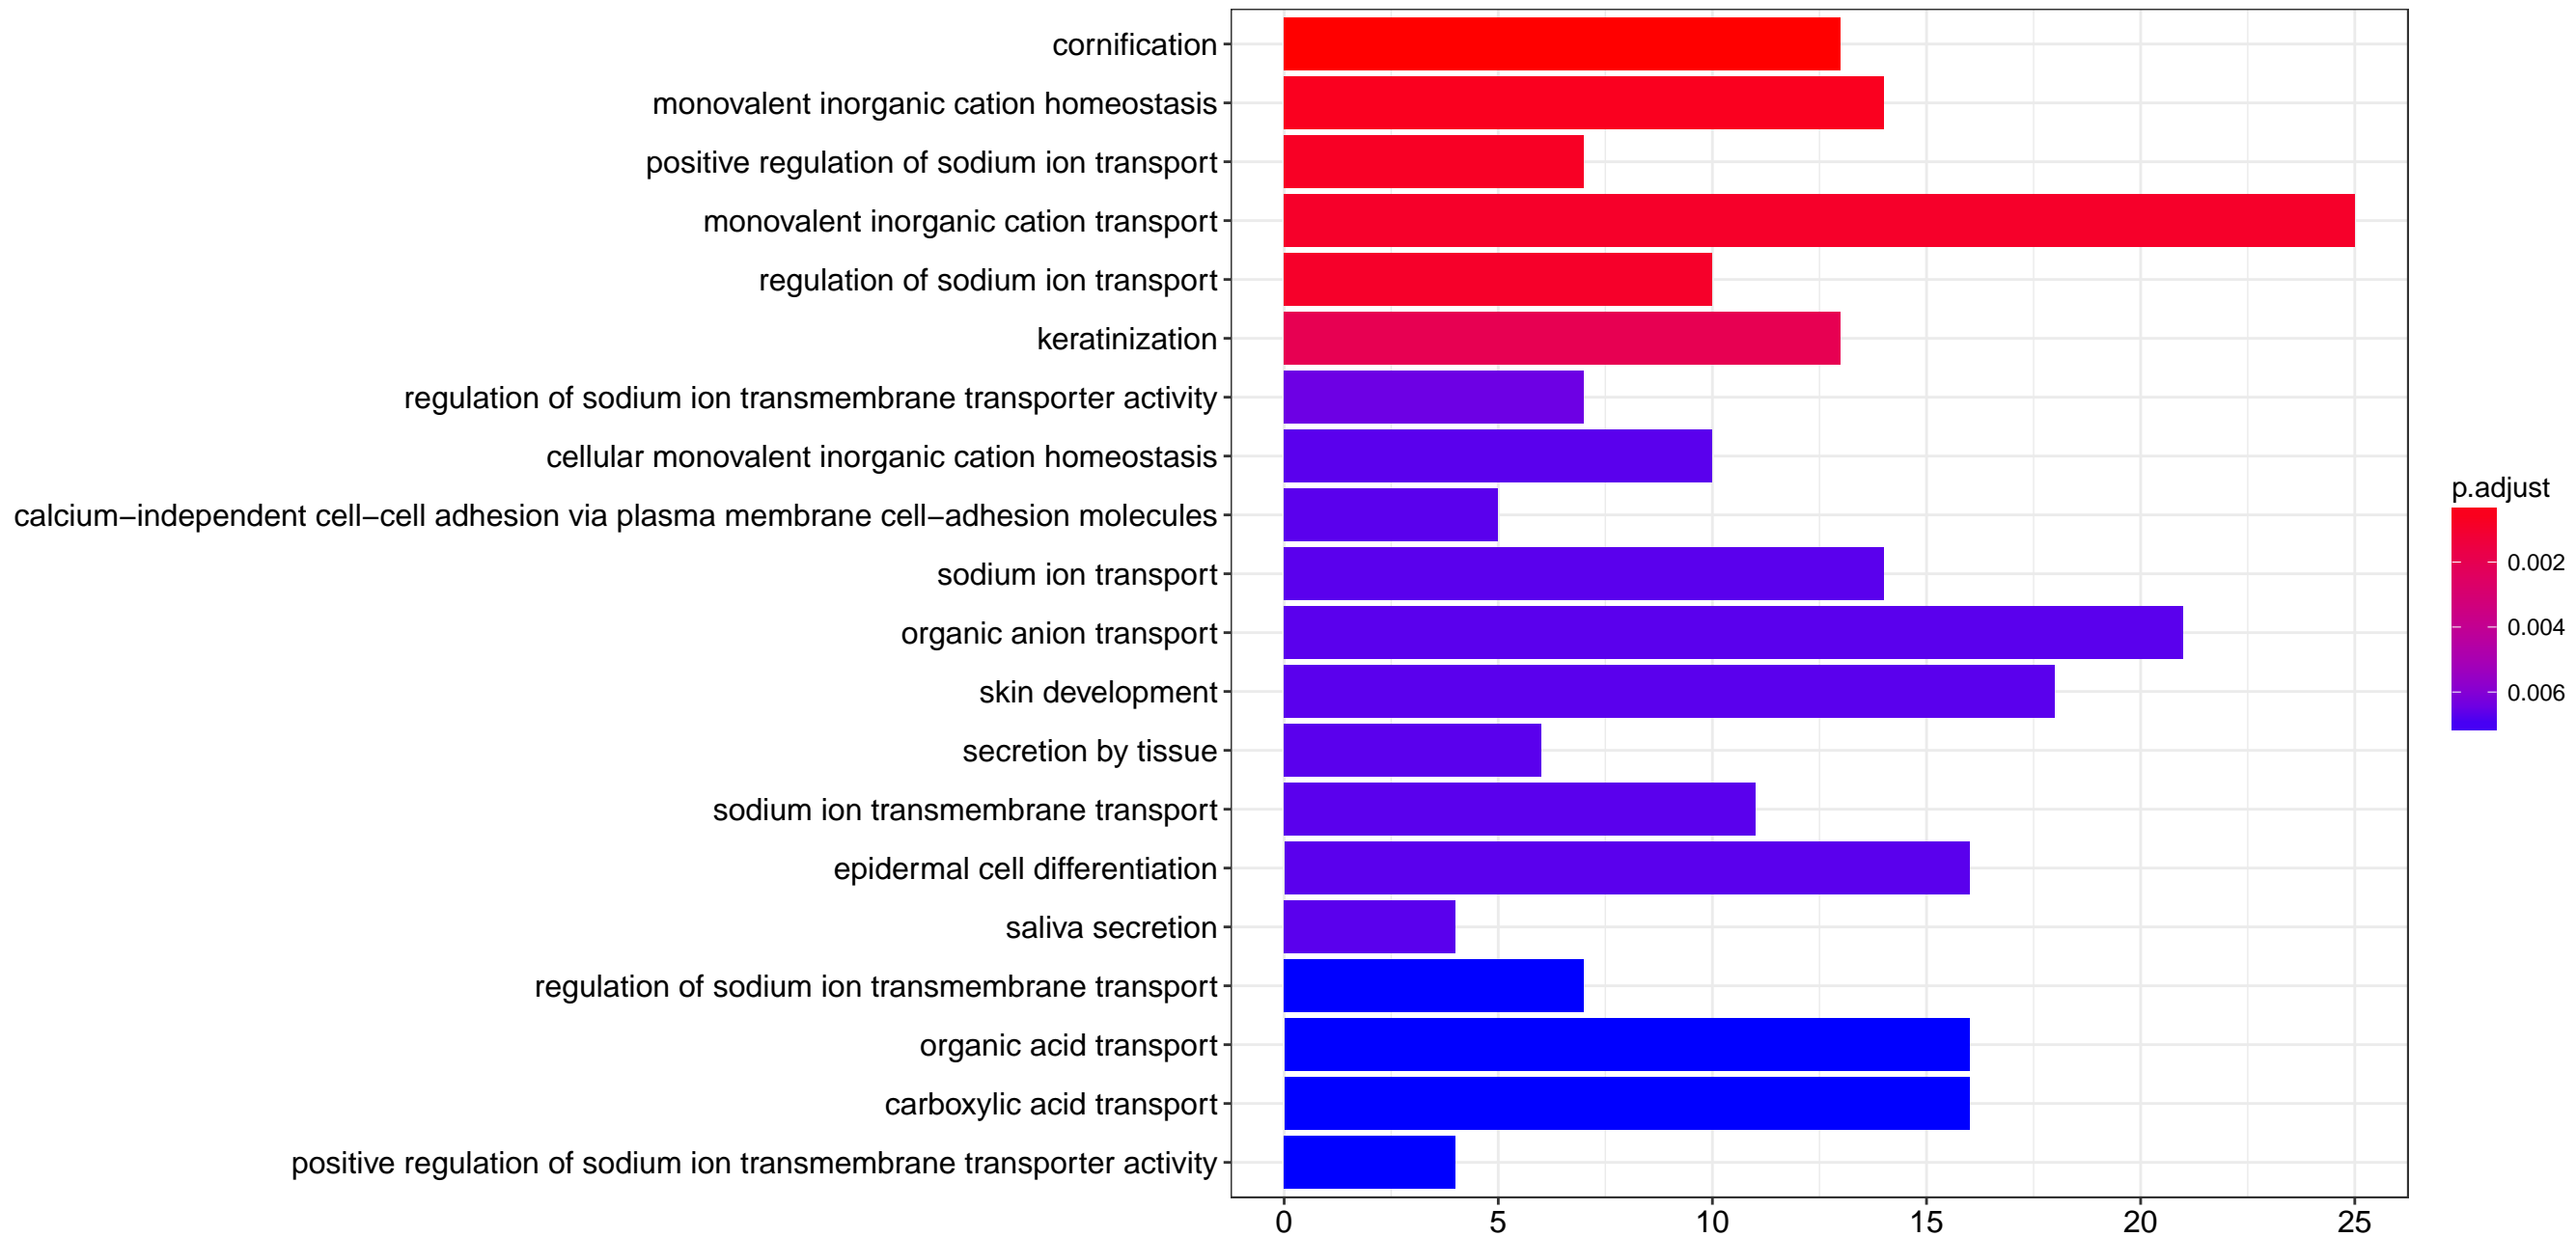 cornification
monovalent inorganic cation homeostasis
positive regulation of sodium ion transport
monovalent inorganic cation transport
regulation of sodium ion transport
keratinization
regulation of sodium ion transmembrane transporter activity
cellular monovalent inorganic cation homeostasis
calcium−independent cell−cell adhesion via plasma membrane cell−adhesion molecules
sodium ion transport
organic anion transport
skin development
secretion by tissue
sodium ion transmembrane transport
epidermal cell differentiation
saliva secretion
regulation of sodium ion transmembrane transport
organic acid transport
carboxylic acid transport
positive regulation of sodium ion transmembrane transporter activity
0 5 10 15 20 25
p.adjust
0.002
0.004
0.006